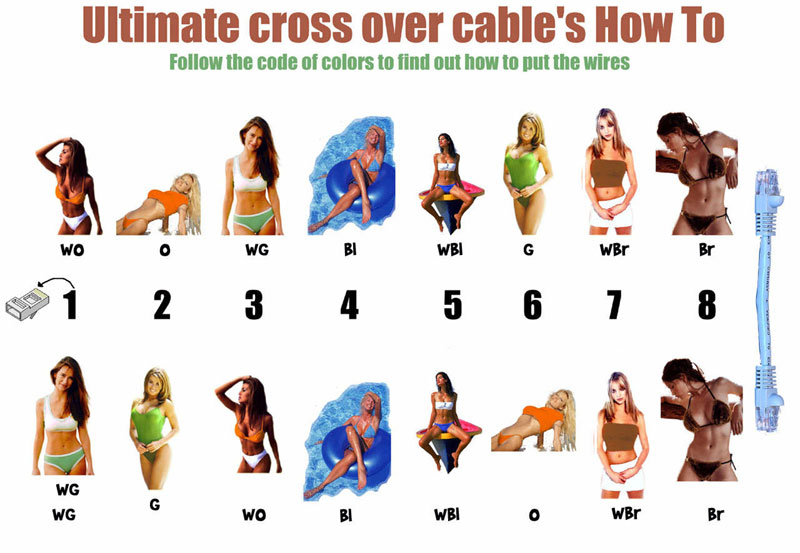 Ultimate cross over cable's How To
Follow the code of colors to find out how to put the wires
WO O WG Bl WBl G WBr Br
1 2 3 4 5 6 7 8
WG
WG G WO Bl WBl O WBr Br